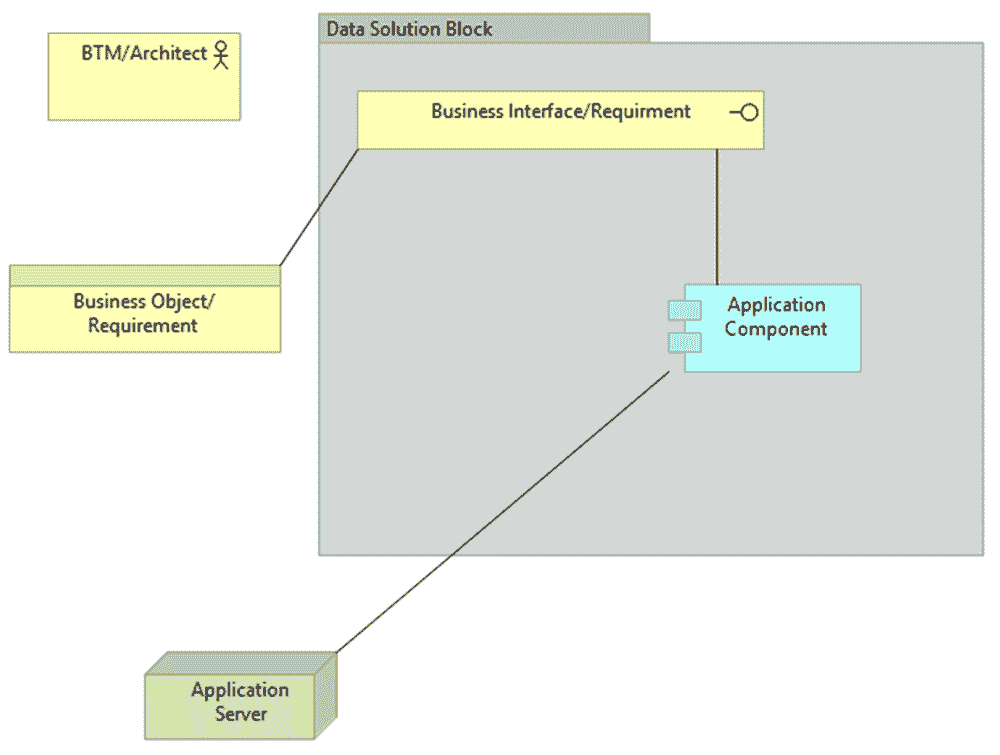 Data Solution Block
BTM/Architect
Business Interface/Requirment
Business Object/
Requirement
Application
Component
Application
Server